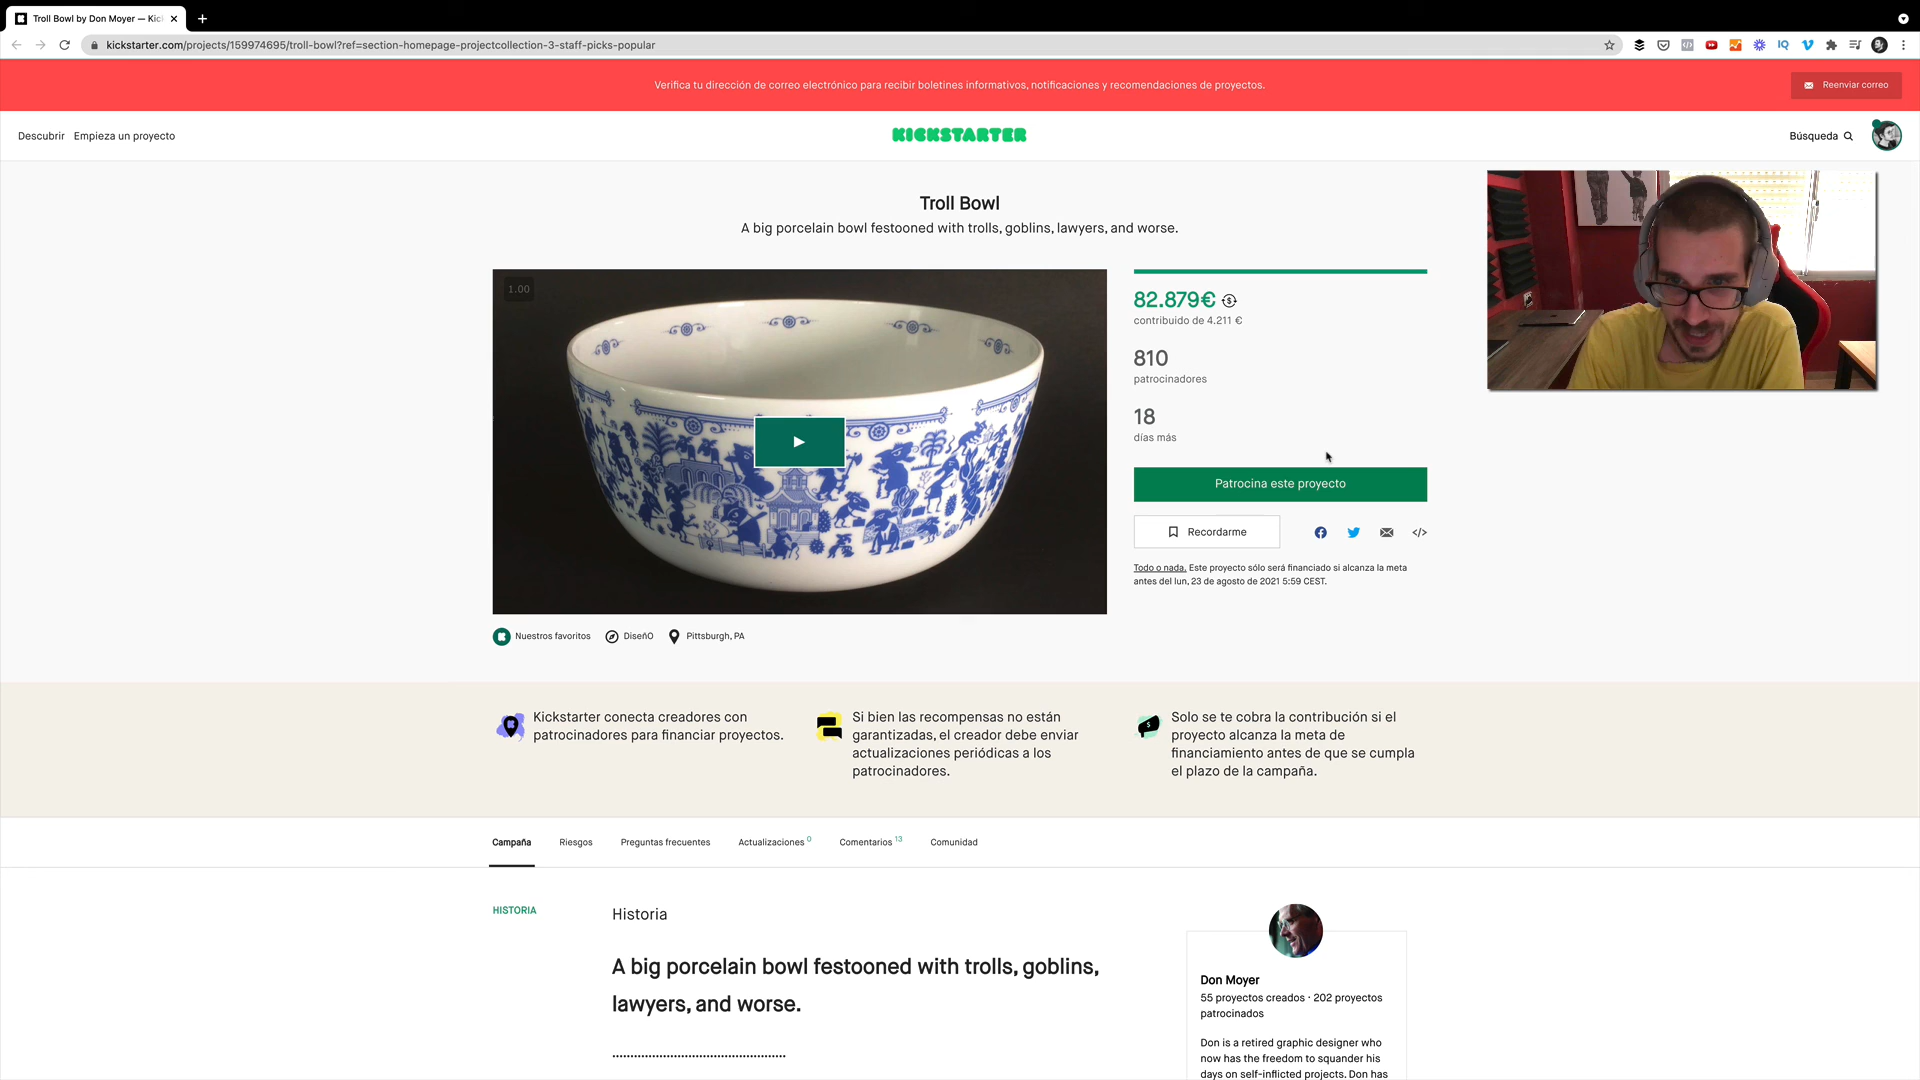 Troll Bowl by Don Moyer — Kic
kickstarter.com/projects/159974695/troll-bowl?ref=section-homepage-projectcollection-3-staff-picks-popular
IQ
Verifica tu dirección de correo electrónico para recibir boletines informativos, notificaciones y recomendaciones de proyectos.
Reenviar correo
Descubrir Empieza un proyecto
KICKSTARTER
Búsqueda
Troll Bowl
A big porcelain bowl festooned with trolls, goblins, lawyers, and worse.
1.00
82.879€
contribuido de 4.211 €
810
patrocinadores
18
días más
Patrocina este proyecto
Recordarme
Todo o nada. Este proyecto sólo será financiado si alcanza la meta
antes del lun, 23 de agosto de 2021 5:59 CEST.
Nuestros favoritos DiseñO Pittsburgh, PA
Kickstarter conecta creadores con
patrocinadores para financiar proyectos.
Si bien las recompensas no están
garantizadas, el creador debe enviar
actualizaciones periódicas a los
patrocinadores.
Solo se te cobra la contribución si el
proyecto alcanza la meta de
financiamiento antes de que se cumpla
el plazo de la campaña.
Campaña Riesgos Preguntas frecuentes Actualizaciones 0 Comentarios 13 Comunidad
HISTORIA
Historia
A big porcelain bowl festooned with trolls, goblins,
lawyers, and worse.
Don Moyer
55 proyectos creados · 202 proyectos
patrocinados
Don is a retired graphic designer who
now has the freedom to squander his
days on self-inflicted projects. Don has